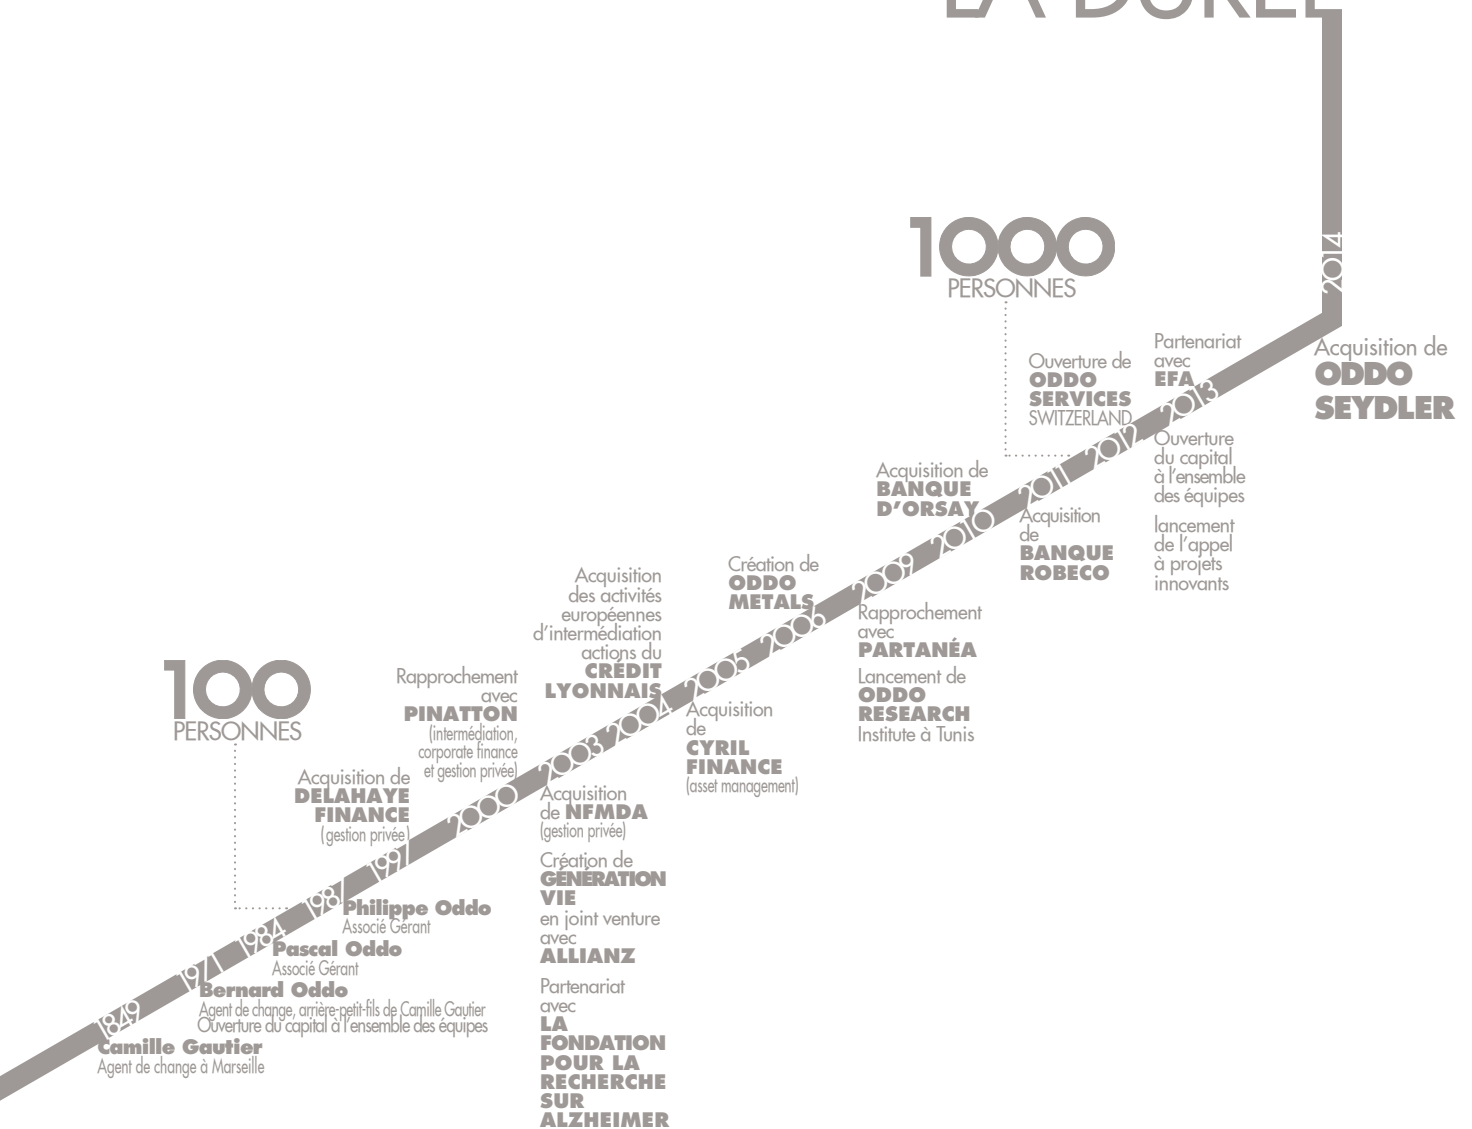 LA DURÉE
1000
PERSONNES
2014
Acquisition de
ODDO
SEYDLER
Partenariat
avec
EFA
2013
Ouverture
du capital
à l'ensemble
des équipes
lancement
de l'appel
à projets
innovants
Ouverture de
ODDO
SERVICES
SWITZERLAND
2012
2011
Acquisition
de
BANQUE
ROBECO
Acquisition de
BANQUE
D'ORSAY
2010
2009
Rapprochement
avec
PARTANÉA
Lancement de
ODDO
RESEARCH
Institute à Tunis
Création de
ODDO
METALS
2006
2005
Acquisition
de
CYRIL
FINANCE
(asset management)
Acquisition
des activités
européennes
d'intermédiation
actions du
CRÉDIT
LYONNAIS
2004
2003
Acquisition
de NFMDA
(gestion privée)
Création de
GÉNÉRATION
VIE
en joint venture
avec
ALLIANZ
Partenariat
avec
LA
FONDATION
POUR LA
RECHERCHE
SUR
ALZHEIMER
Rapprochement
avec
PINATTON
(intermédiation,
corporate finance
et gestion privée)
2000
100
PERSONNES
Acquisition de
DELAHAYE
FINANCE
(gestion privée)
1997
1987
Philippe Oddo
Associé Gérant
1984
Pascal Oddo
Associé Gérant
1971
Bernard Oddo
Agent de change, arrière-petit-fils de Camille Gautier
Ouverture du capital à l'ensemble des équipes
1849
Camille Gautier
Agent de change à Marseille